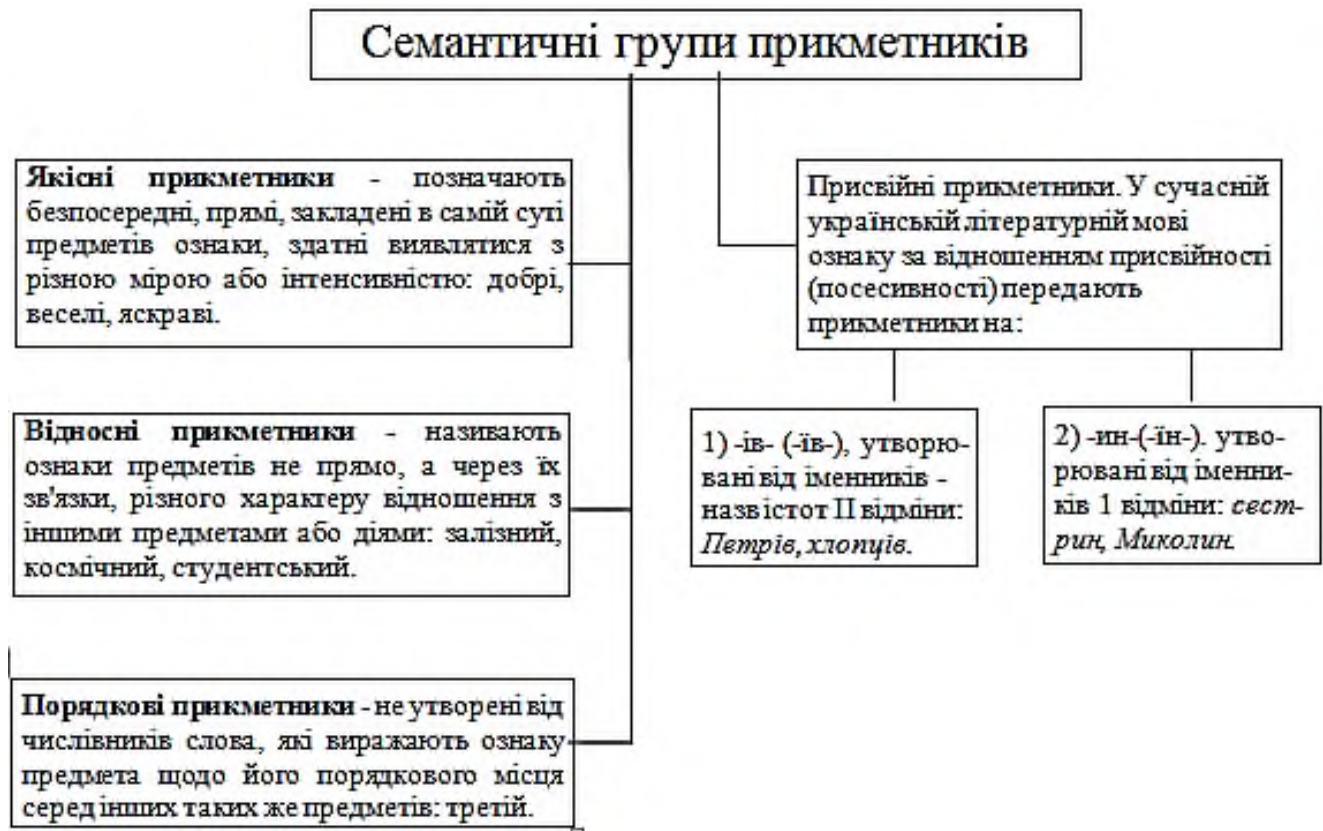 Семантичні групи прикметників
Якісні прикметники - позначають
безпосередні, прямі, закладені в самій суті
предметів ознаки, здатні виявлятися з
різною мірою або інтенсивністю: добрі,
веселі, яскраві.
Відносні прикметники - називають
ознаки предметів не прямо, а через їх
зв'язки, різного характеру відношення з
іншими предметами або діями: залізний,
космічний, студентський.
Порядкові прикметники - не утворені від
числівників слова, які виражають ознаку
предмета щодо його порядкового місця
серед інших таких же предметів: третій.
Присвійні прикметники. У сучасній
українській літературній мові
ознаку за відношенням присвійності
(посесивності) передають
прикметники на:
1) -ів- (-їв-), утворю-
вані від іменників -
назв істот II відміни:
Петрів, хлопців.
2) -ин-(-їн-). утво-
рювані від іменни-
ків 1 відміни: сест-
рин, Миколин.